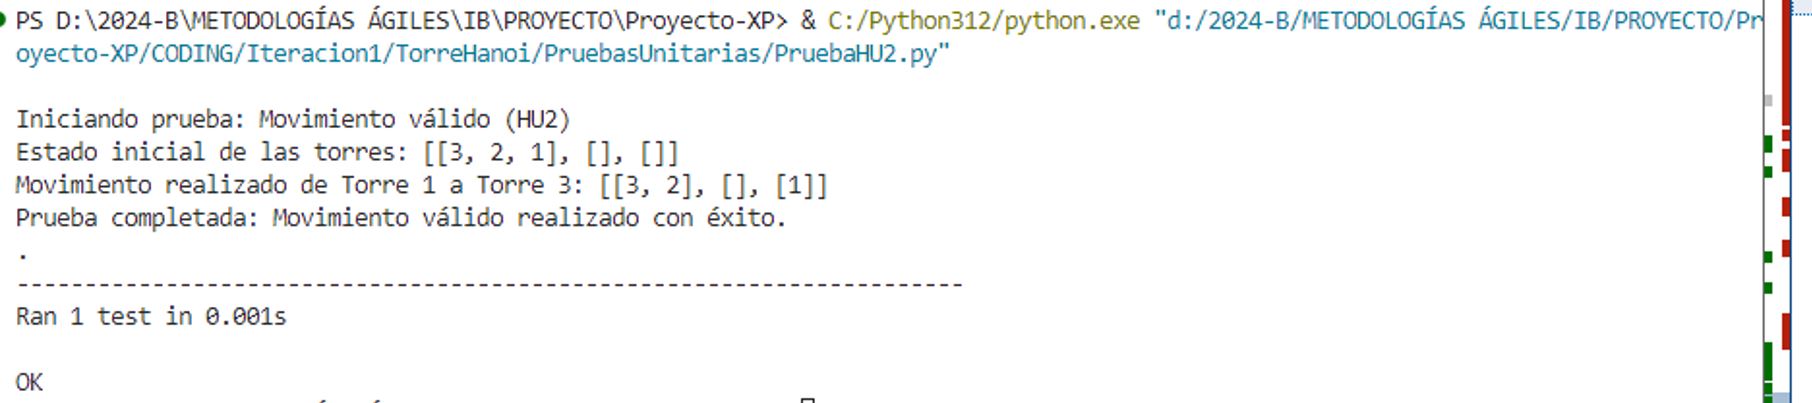 PS D:\2024-B\METODOLOGÍAS ÁGILES\IB\PROYECTO\Proyecto-XP> & C:/Python312/python.exe "d:/2024-B/METODOLOGÍAS ÁGILES/IB/PROYECTO/Pr
oyecto-XP/CODING/Iteracion1/TorreHanoi/PruebasUnitarias/PruebaHU2.py"
Iniciando prueba: Movimiento válido (HU2)
Estado inicial de las torres: [[3, 2, 1], [], []]
Movimiento realizado de Torre 1 a Torre 3: [[3, 2], [], [1]]
Prueba completada: Movimiento válido realizado con éxito.
.
----------------------------------------------------------------------
Ran 1 test in 0.001s
OK